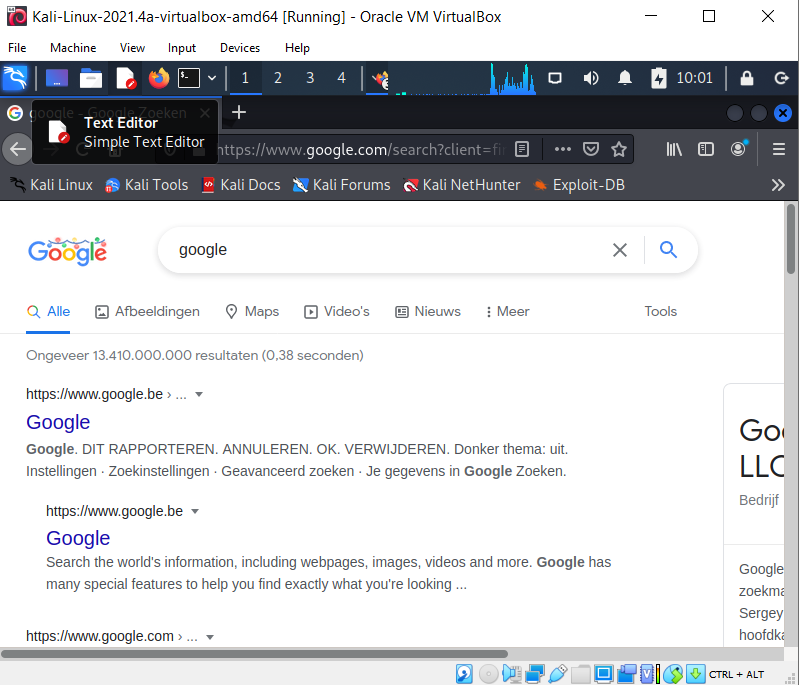 Kali-Linux-2021.4a-virtualbox-amd64 [Running] - Oracle VM VirtualBox
File Machine View Input Devices Help
1 2 3 4 10:01
google - Google Zoeken
Text Editor
Simple Text Editor
https://www.google.com/search?client=fi
Kali Linux Kali Tools Kali Docs Kali Forums Kali NetHunter Exploit-DB
Google google
Alle Afbeeldingen Maps Video's Nieuws Meer Tools
Ongeveer 13.410.000.000 resultaten (0,38 seconden)
https://www.google.be › ...
Google
Google. DIT RAPPORTEREN. ANNULEREN. OK. VERWIJDEREN. Donker thema: uit.
Instellingen · Zoekinstellingen · Geavanceerd zoeken · Je gegevens in Google Zoeken.
https://www.google.be
Google
Search the world's information, including webpages, images, videos and more. Google has
many special features to help you find exactly what you're looking ...
https://www.google.com › ...
Goo
LLC
Bedrijf
Google
zoekma
Sergey
hoofdka
CTRL + ALT